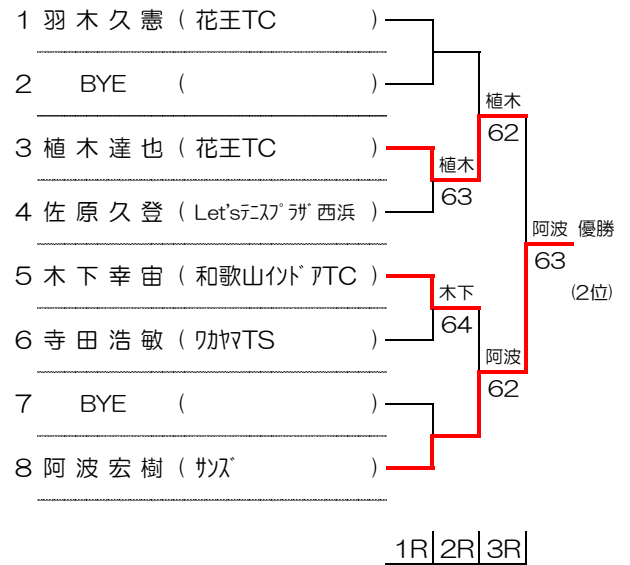 1 羽木久憲 ( 花王TC )
2 BYE ( )
植木
62
3 植木達也 ( 花王TC )
植木
63
4 佐原久登 ( Let'sﾃﾆｽﾌﾟﾗｻﾞ西浜 )
阿波 優勝
63
(2位)
5 木下幸宙 ( 和歌山ｲﾝﾄﾞｱTC )
木下
64
6 寺田浩敏 ( ﾜｶﾔﾏTS )
阿波
62
7 BYE ( )
8 阿波宏樹 ( ｻﾝｽﾞ )
1R 2R 3R